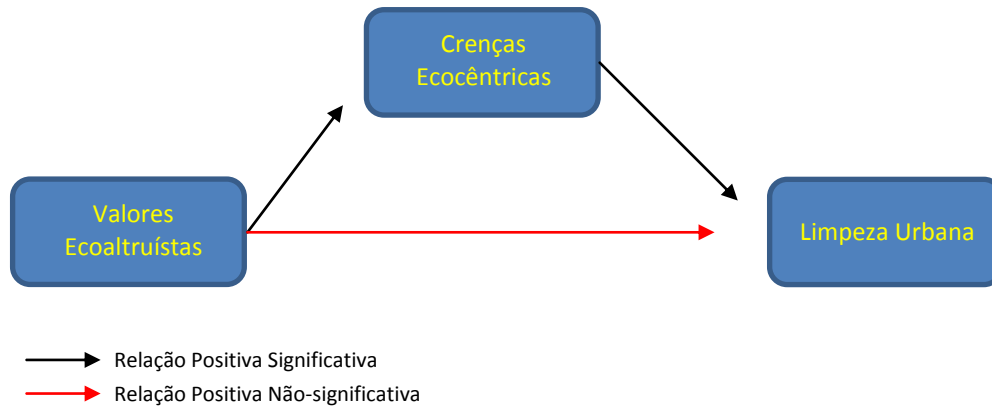 Crenças
Ecocêntricas
Valores
Ecoaltruístas
Limpeza Urbana
Relação Positiva Significativa
Relação Positiva Não-significativa